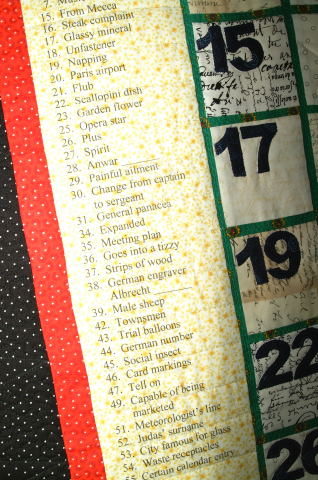 15. From Mecca
16. Steak complaint
17. Glassy mineral
18. Unfastener
19. Napping
20. Paris airport
21. Flub
22. Scallopini dish
23. Garden flower
25. Opera star
26. Plus
27. Spirit
28. Anwar ______
29. Painful ailment
30. Change from captain
to sergeant
31. General panacea
34. Expanded
35. Meeting plan
36. Goes into a tizzy
37. Strips of wood
38. German engraver
Albrecht ______
39. Male sheep
42. Townsmen
43. Trial balloons
44. German number
45. Social insect
46. Card markings
47. Tell on
49. Capable of being
marketed
51. Meteorologist's line
52. Judas' surname
53. City famous for glass
54. Waste receptacles
55. Certain calendar entry
15
17
19
22
26